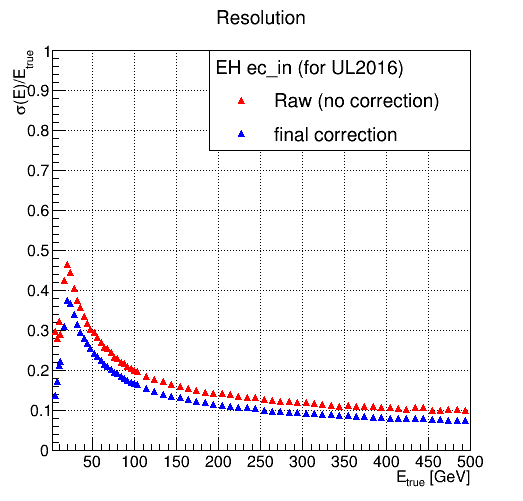 Resolution
σ(E)/E_true
1
0.9
0.8
0.7
0.6
0.5
0.4
0.3
0.2
0.1
0
EH ec_in (for UL2016)
Raw (no correction)
final correction
50 100 150 200 250 300 350 400 450 500
E_true [GeV]